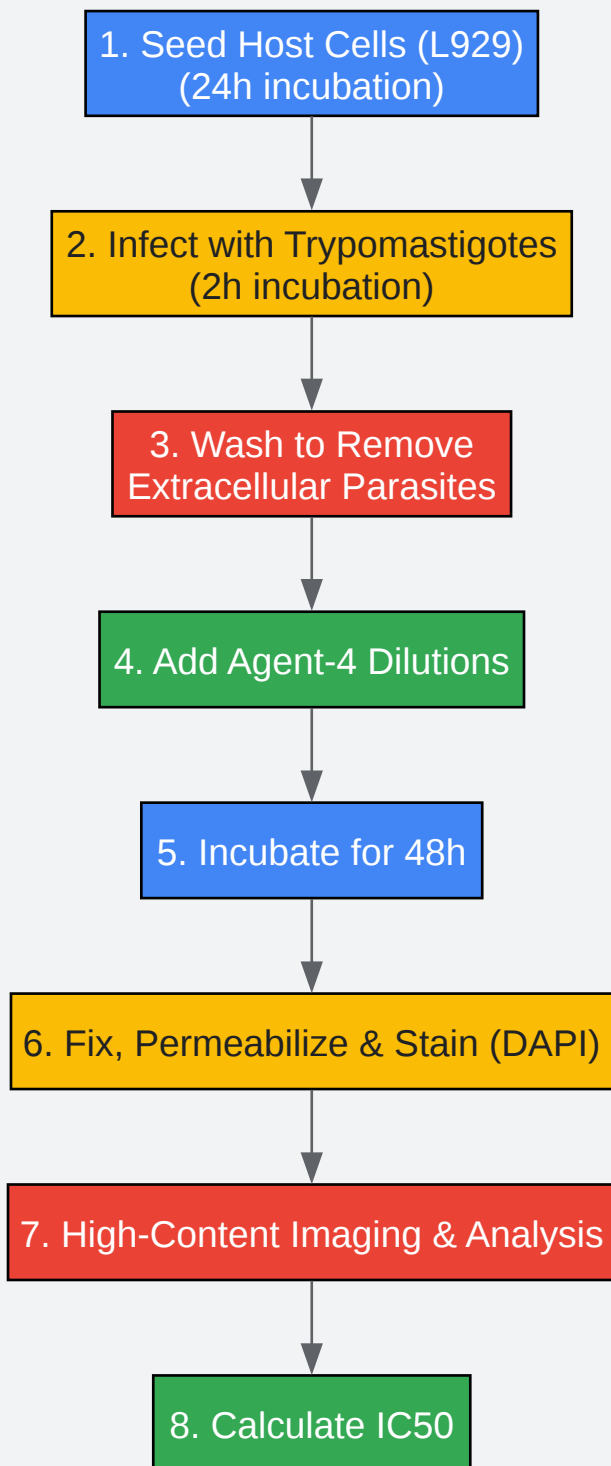 1. Seed Host Cells (L929)
(24h incubation)
2. Infect with Trypomastigotes
(2h incubation)
3. Wash to Remove
Extracellular Parasites
4. Add Agent-4 Dilutions
5. Incubate for 48h
6. Fix, Permeabilize & Stain (DAPI)
7. High-Content Imaging & Analysis
8. Calculate IC50